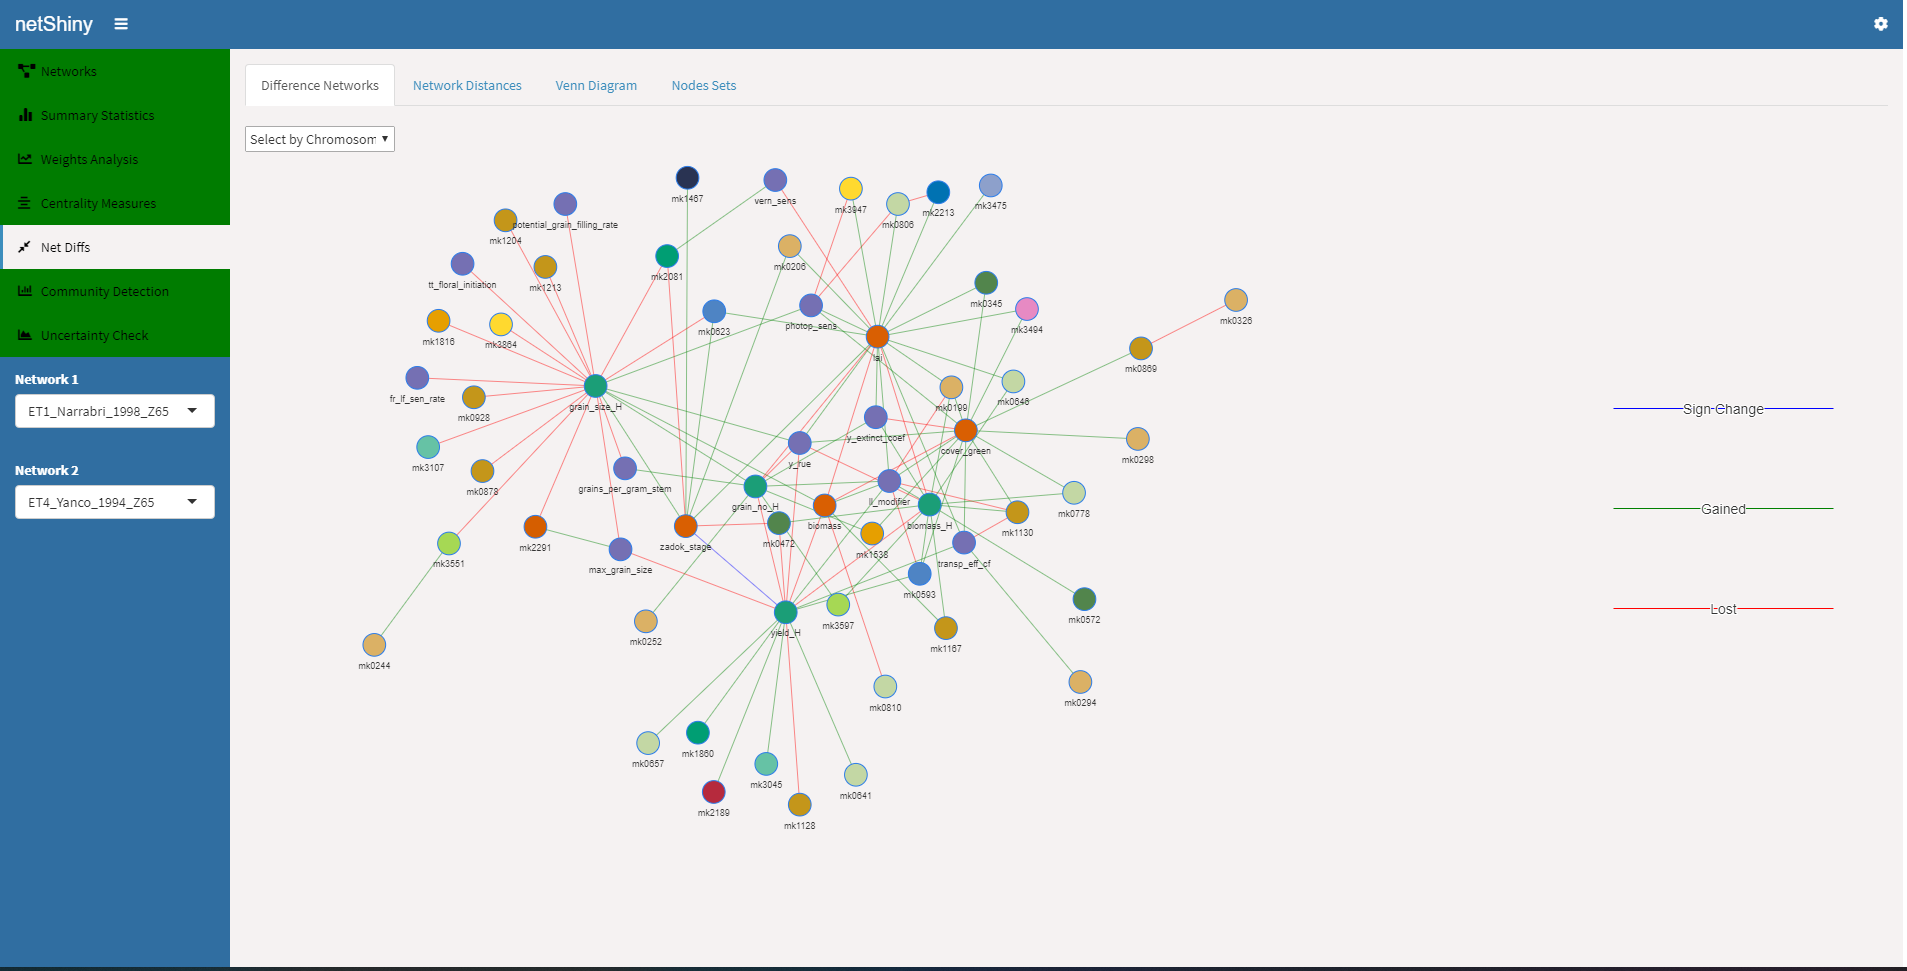 netShiny
Networks
Summary Statistics
Weights Analysis
Centrality Measures
Net Diffs
Community Detection
Uncertainty Check
Network 1
ET1_Narrabri_1998_Z65
Network 2
ET4_Yanco_1994_Z65
Difference Networks
Network Distances
Venn Diagram
Nodes Sets
Select by Chromosom
mk1467
vern_sens
mk3947
mk0806
mk2213
mk3475
mk1204
potential_grain_filling_rate
tt_floral_initiation
mk1213
mk2081
mk0206
mk0345
mk1816
mk3864
mk0623
photop_sens
mk3494
mk0326
lai
mk0869
fr_lf_sen_rate
mk0928
grain_size_H
mk0199
mk0646
mk3107
mk0878
grains_per_gram_stem
y_rue
y_extinct_coef
cover_green
mk0298
grain_no_H
biomass
ll_modifier
biomass_H
mk0778
mk1130
mk3551
mk2291
max_grain_size
zadok_stage
mk0472
mk1538
transp_eff_cf
mk0593
mk0244
mk0252
yield_H
mk3597
mk1167
mk0572
mk0810
mk0294
mk0657
mk1860
mk3045
mk0641
mk2189
mk1128
Sign-Change
Gained
Lost